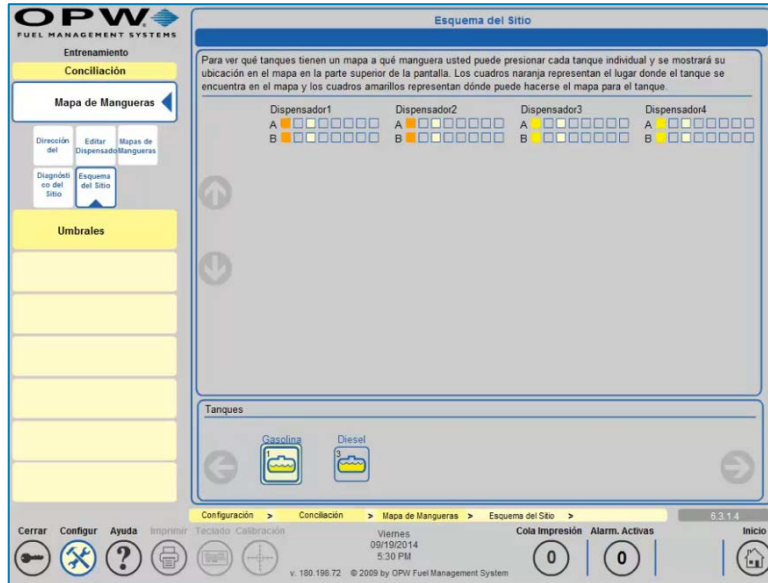 OPW
FUEL MANAGEMENT SYSTEMS
Esquema del Sitio
Entrenamiento
Conciliación
Mapa de Mangueras
Dirección del
Editar Dispensado
Mapas de Mangueras
Diagnósti co del Sitio
Esquema del Sitio
Umbrales
Para ver qué tanques tienen un mapa a qué manguera usted puede presionar cada tanque individual y se mostrará su
ubicación en el mapa en la parte superior de la pantalla. Los cuadros naranja representan el lugar donde el tanque se
encuentra en el mapa y los cuadros amarillos representan dónde puede hacerse el mapa para el tanque.
Dispensador1 Dispensador2 Dispensador3 Dispensador4
A A A A
B B B B
Tanques
Gasolina Diesel
1 3
Configuración > Conciliación > Mapa de Mangueras > Esquema del Sitio > 6.3.1.4
Cerrar Configur Ayuda Imprimir Teclado Calibración
Viernes
09/19/2014
5:30 PM
Cola Impresión Alarm. Activas Inicio
0 0
v. 180.198.72 © 2009 by OPW Fuel Management System